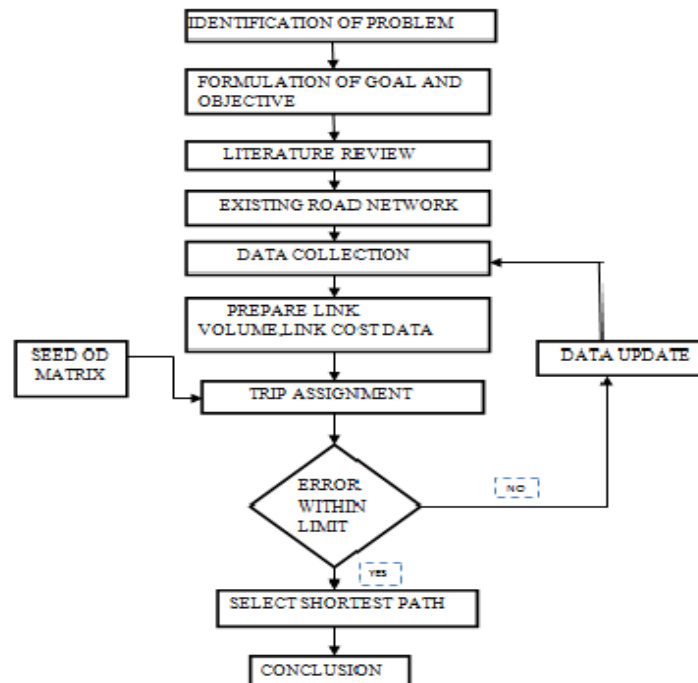 IDENTIFICATION OF PROBLEM
FORMULATION OF GOAL AND
OBJECTIVE
LITERATURE REVIEW
EXISTING ROAD NETWORK
DATA COLLECTION
PREPARE LINK
VOLUME,LINK COST DATA
SEED OD
MATRIX
DATA UPDATE
TRIP ASSIGNMENT
ERROR
WITHIN
LIMIT
NO
YES
SELECT SHORTEST PATH
CONCLUSION